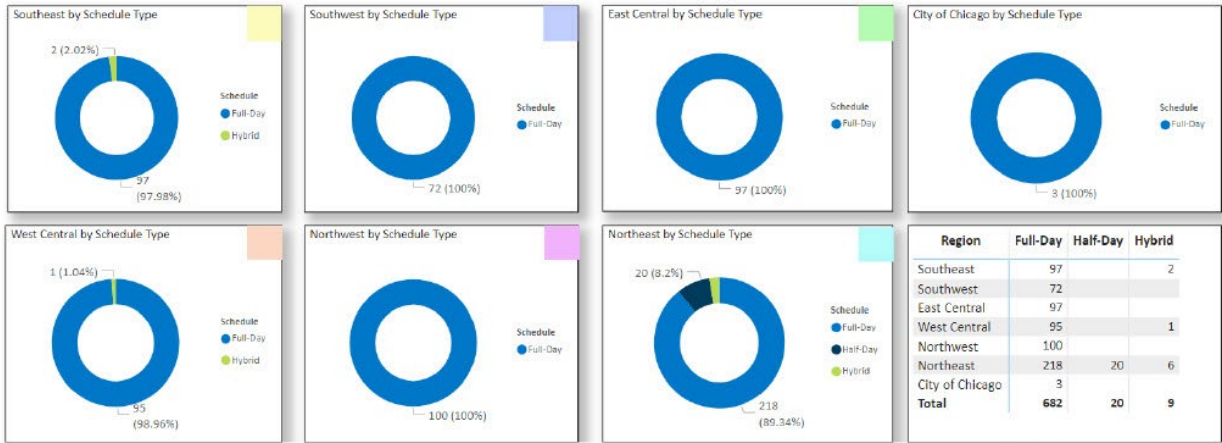 Southeast by Schedule Type
2 (2.02%)
Schedule
Full-Day
Hybrid
97
(97.98%)
Southwest by Schedule Type
Schedule
Full-Day
72 (100%)
East Central by Schedule Type
Schedule
Full-Day
97 (100%)
City of Chicago by Schedule Type
Schedule
Full-Day
3 (100%)
West Central by Schedule Type
1 (1.04%)
Schedule
Full-Day
Hybrid
95
(98.96%)
Northwest by Schedule Type
Schedule
Full-Day
100 (100%)
Northeast by Schedule Type
20 (8.2%)
Schedule
Full-Day
Half-Day
Hybrid
218
(89.34%)
Region Full-Day Half-Day Hybrid
Southeast 97 2
Southwest 72
East Central 97
West Central 95 1
Northwest 100
Northeast 218 20 6
City of Chicago 3
Total 682 20 9